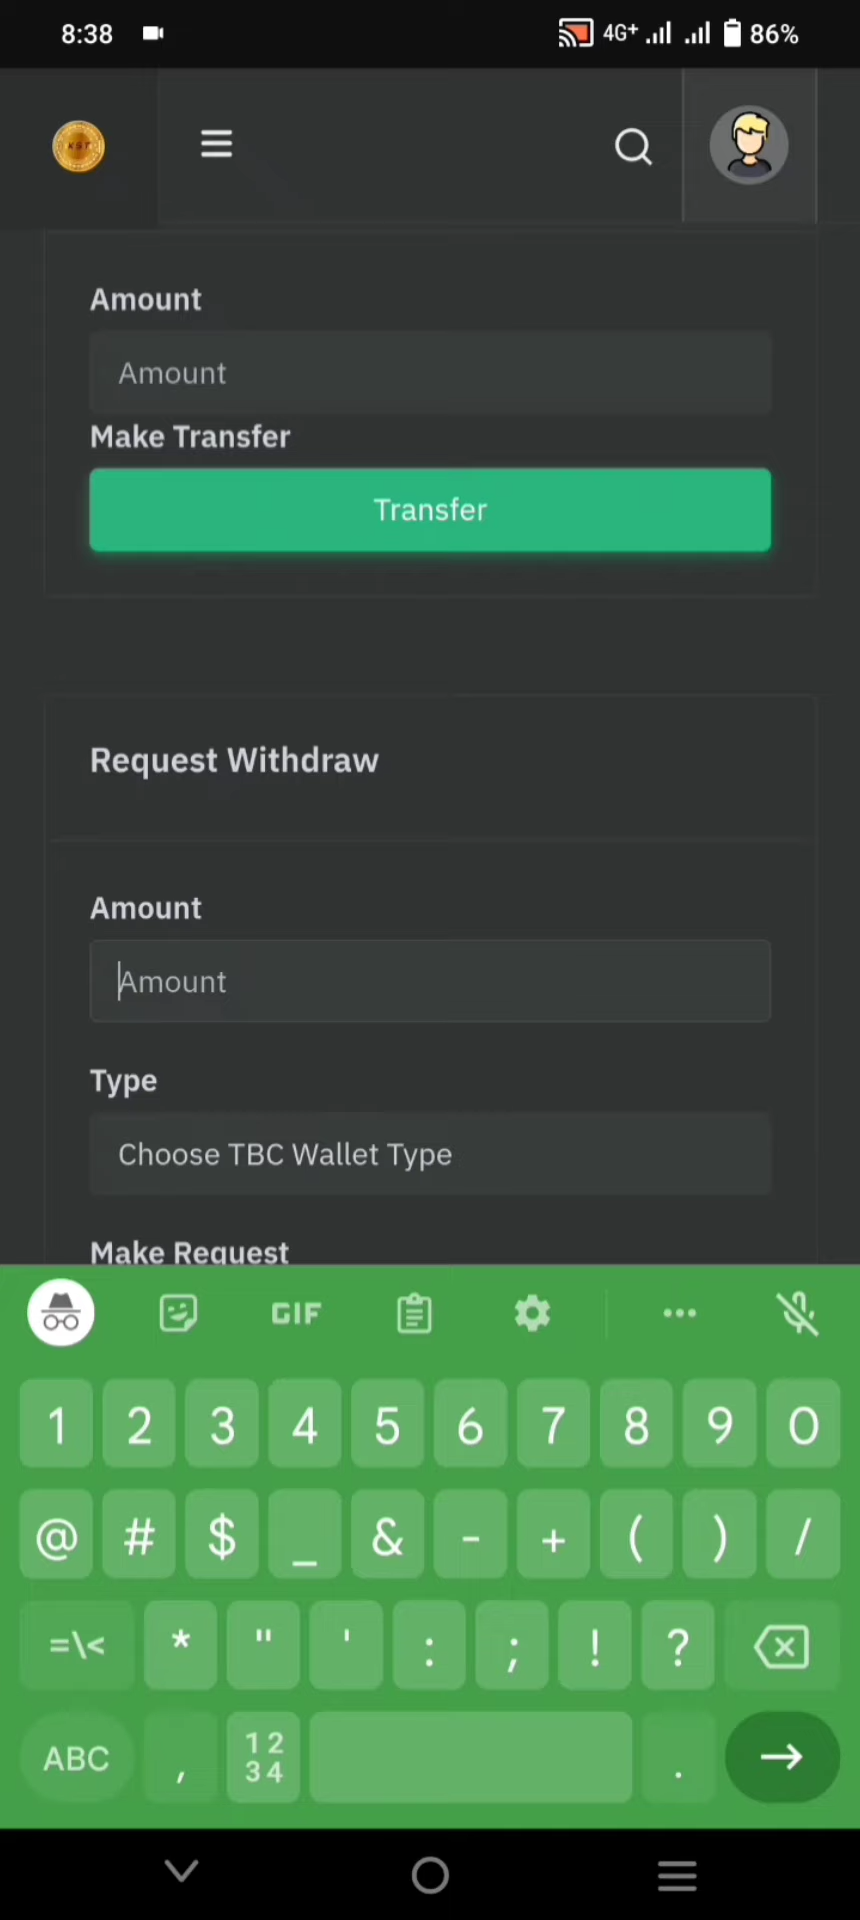 8:38
4G+
86%
KST
Amount
Amount
Make Transfer
Transfer
Request Withdraw
Amount
Amount
Type
Choose TBC Wallet Type
Make Request
GIF
1 2 3 4 5 6 7 8 9 0
@ # $ _ & - + ( ) /
=\< * " ' : ; ! ?
ABC , 12 .
34